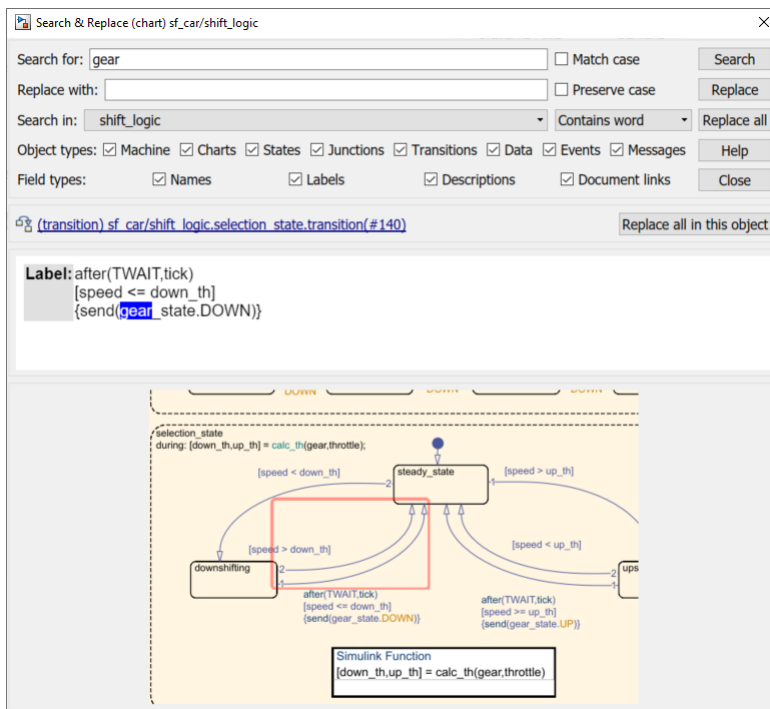 Search & Replace (chart) sf_car/shift_logic
Search for: gear
Match case
Search
Replace with:
Preserve case
Replace
Search in: shift_logic
Contains word
Replace all
Object types: Machine Charts States Junctions Transitions Data Events Messages
Help
Field types: Names Labels Descriptions Document links
Close
(transition) sf_car/shift_logic.selection_state.transition(#140)
Replace all in this object
Label: after(TWAIT,tick)
[speed <= down_th]
{send(gear_state.DOWN)}
DOWN DOWN DOWN
selection_state
during: [down_th,up_th] = calc_th(gear,throttle);
[speed < down_th]
steady_state
[speed > up_th]
2
1
[speed > down_th]
[speed < up_th]
downshifting
2
1
2
1
ups
after(TWAIT,tick)
[speed <= down_th]
{send(gear_state.DOWN)}
after(TWAIT,tick)
[speed >= up_th]
{send(gear_state.UP)}
Simulink Function
[down_th,up_th] = calc_th(gear,throttle)